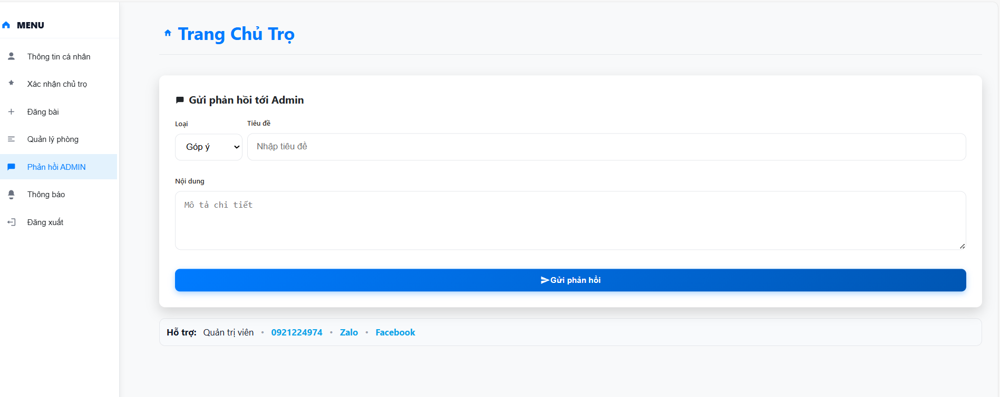 MENU
Thông tin cá nhân
Xác nhận chủ trọ
Đăng bài
Quản lý phòng
Phản hồi ADMIN
Thông báo
Đăng xuất
Trang Chủ Trọ
Gửi phản hồi tới Admin
Loại
Tiêu đề
Góp ý
Nhập tiêu đề
Nội dung
Mô tả chi tiết
Gửi phản hồi
Hỗ trợ: Quản trị viên • 0921224974 • Zalo • Facebook